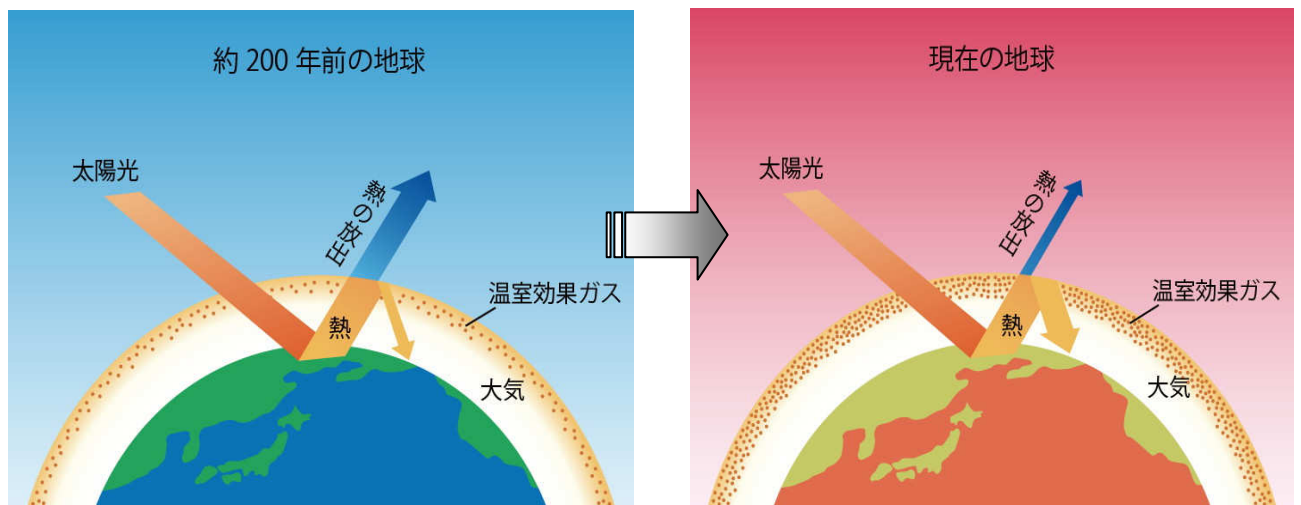 約 200 年前の地球
太陽光
熱の放出
温室効果ガス
熱
大気
現在の地球
太陽光
熱の放出
温室効果ガス
熱
大気